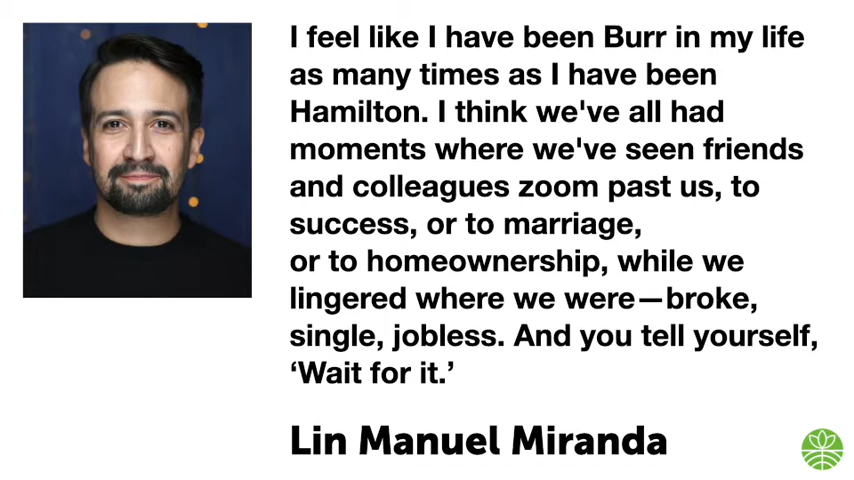 I feel like I have been Burr in my life
as many times as I have been
Hamilton. I think we've all had
moments where we've seen friends
and colleagues zoom past us, to
success, or to marriage,
or to homeownership, while we
lingered where we were—broke,
single, jobless. And you tell yourself,
‘Wait for it.’
Lin Manuel Miranda